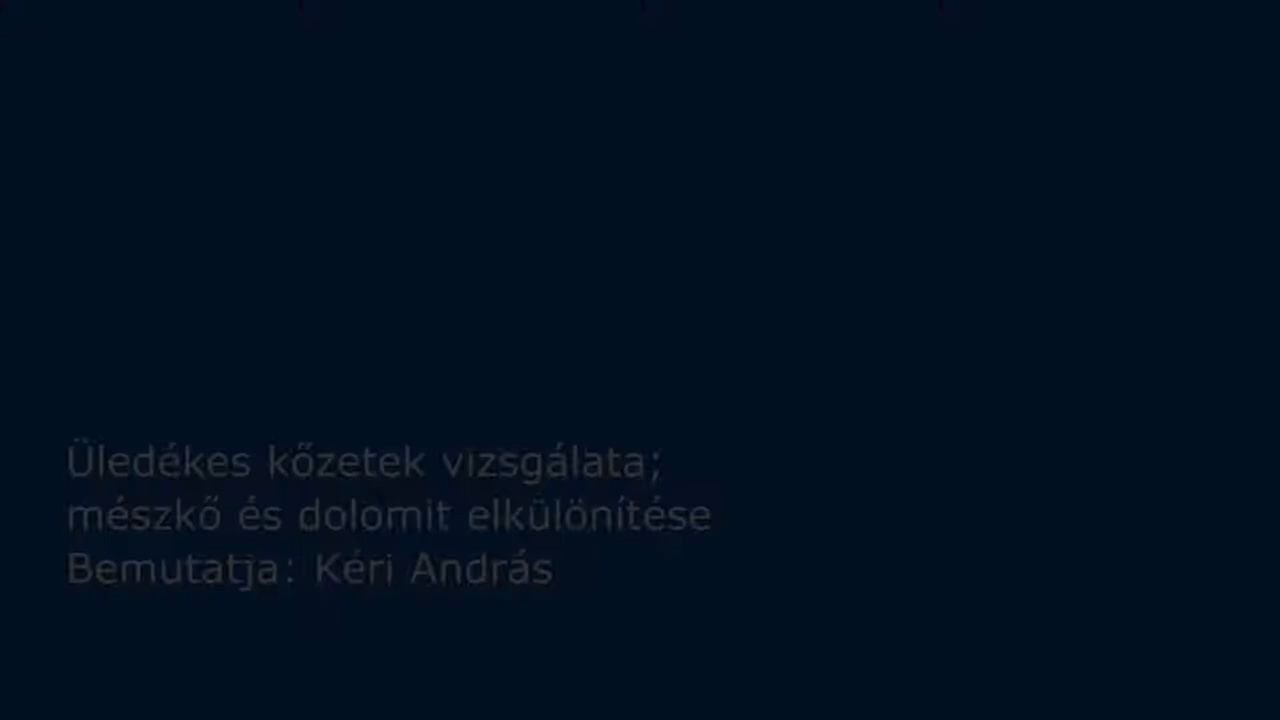 Üledékes kőzetek vizsgálata;
mészkő és dolomit elkülönítése
Bemutatja: Kéri András